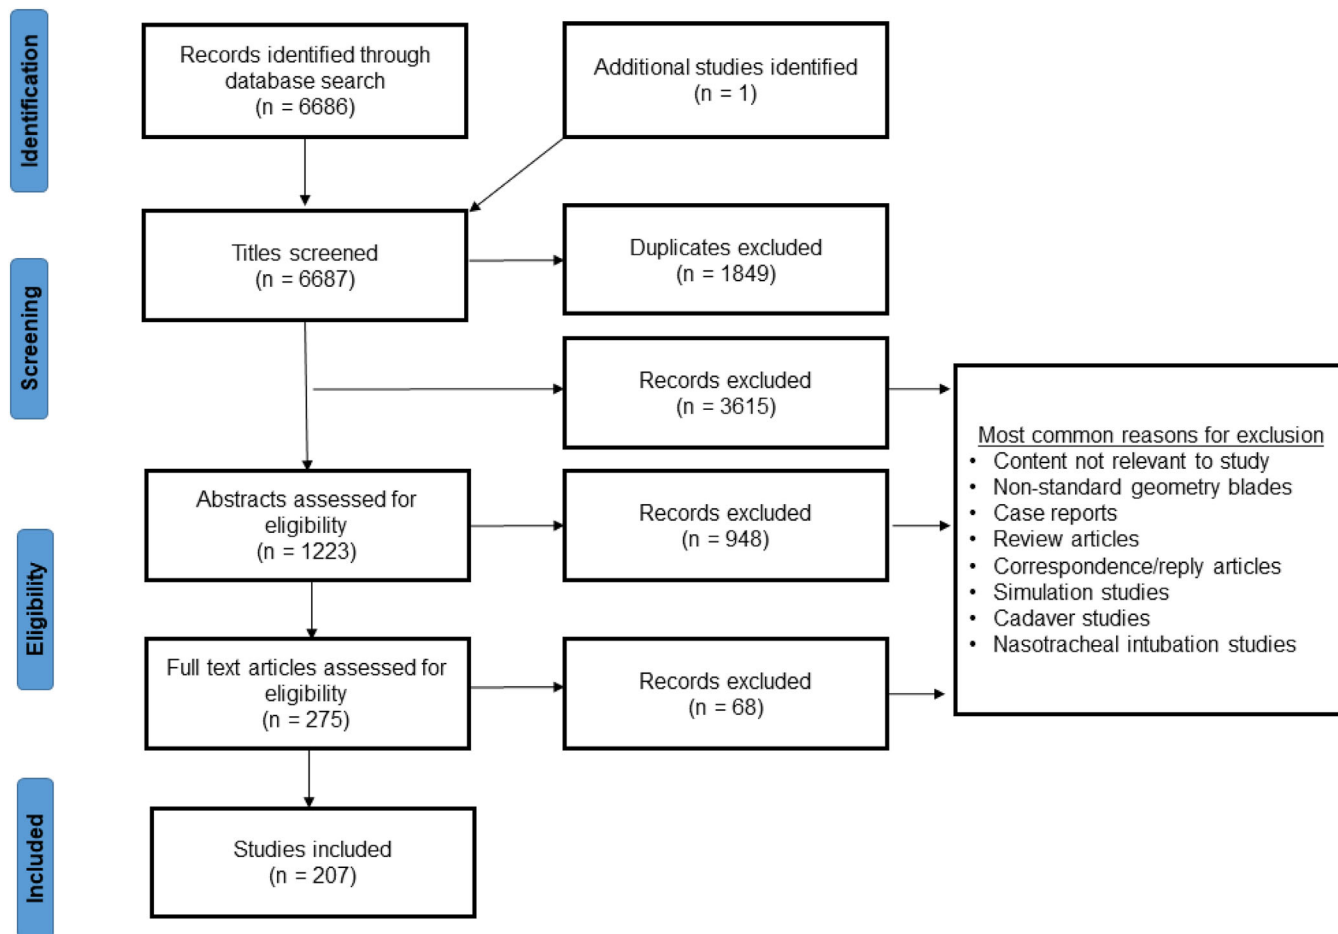 Identification
Records identified through
database search
(n = 6686)
Additional studies identified
(n = 1)
Screening
Titles screened
(n = 6687)
Duplicates excluded
(n = 1849)
Records excluded
(n = 3615)
Eligibility
Abstracts assessed for
eligibility
(n = 1223)
Records excluded
(n = 948)
Full text articles assessed for
eligibility
(n = 275)
Records excluded
(n = 68)
Most common reasons for exclusion
• Content not relevant to study
• Non-standard geometry blades
• Case reports
• Review articles
• Correspondence/reply articles
• Simulation studies
• Cadaver studies
• Nasotracheal intubation studies
Included
Studies included
(n = 207)